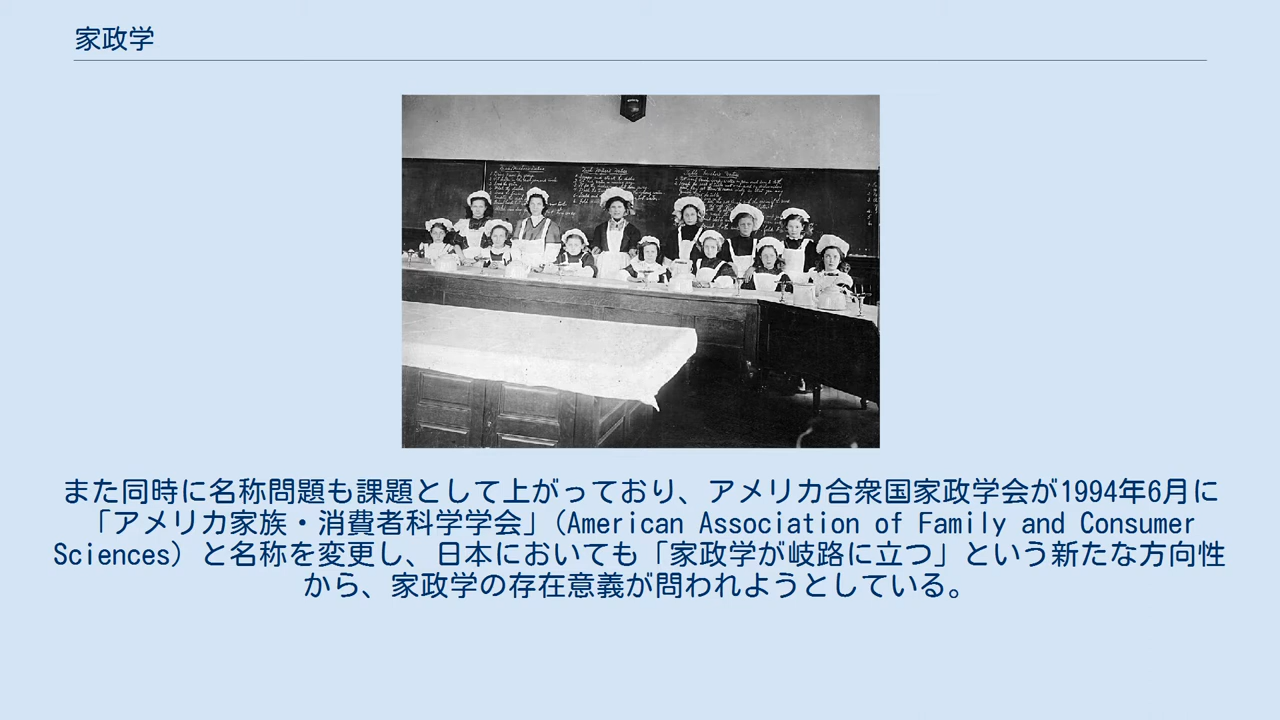 家政学
また同時に名称問題も課題として上がっており、アメリカ合衆国家政学会が1994年6月に
「アメリカ家族・消費者科学学会」（American Association of Family and Consumer
Sciences）と名称を変更し、日本においても「家政学が岐路に立つ」という新たな方向性
から、家政学の存在意義が問われようとしている。